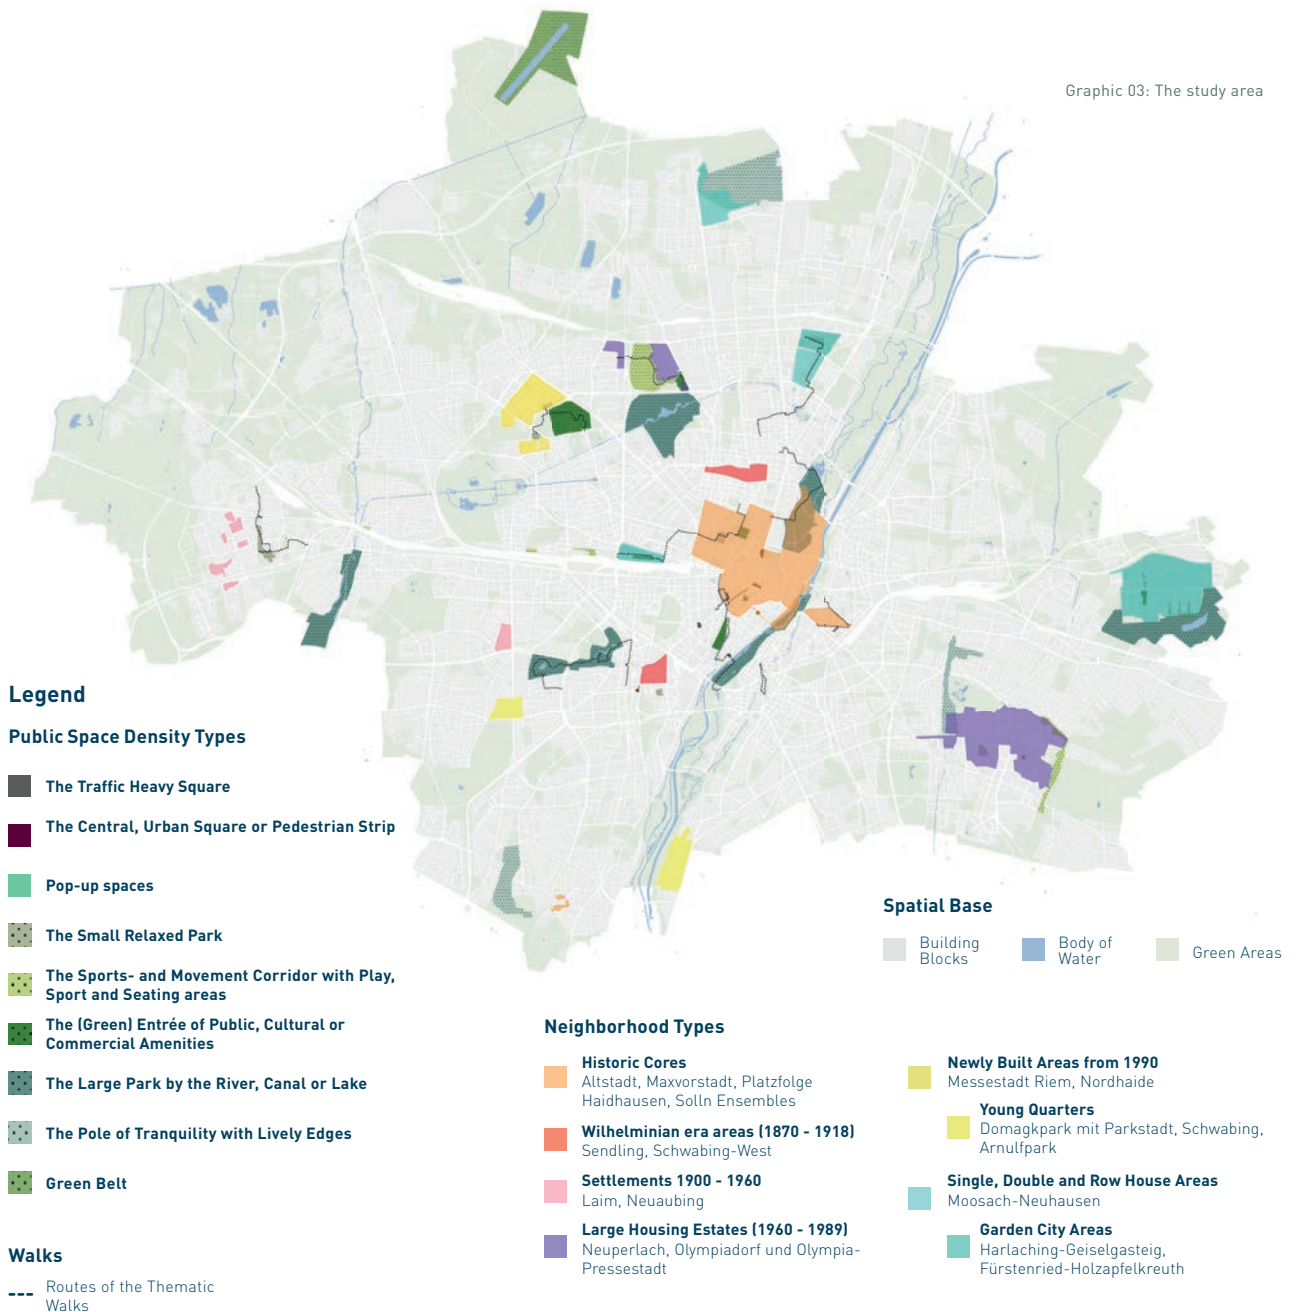 Graphic 03: The study area
Legend
Public Space Density Types
The Traffic Heavy Square
The Central, Urban Square or Pedestrian Strip
Pop-up spaces
The Small Relaxed Park
The Sports- and Movement Corridor with Play,
Sport and Seating areas
The (Green) Entrée of Public, Cultural or
Commercial Amenities
The Large Park by the River, Canal or Lake
The Pole of Tranquility with Lively Edges
Green Belt
Walks
Routes of the Thematic
Walks
Spatial Base
Building
Blocks
Body of
Water
Green Areas
Neighborhood Types
Historic Cores
Altstadt, Maxvorstadt, Platzfolge
Haidhausen, Solln Ensembles
Wilhelminian era areas (1870 - 1918)
Sendling, Schwabing-West
Settlements 1900 - 1960
Laim, Neuaubing
Large Housing Estates (1960 - 1989)
Neuperlach, Olympiadorf und Olympia-
Pressestadt
Newly Built Areas from 1990
Messestadt Riem, Nordhaide
Young Quarters
Domagkpark mit Parkstadt, Schwabing,
Arnulfpark
Single, Double and Row House Areas
Moosach-Neuhausen
Garden City Areas
Harlaching-Geiselgasteig,
Fürstenried-Holzapfelkreuth